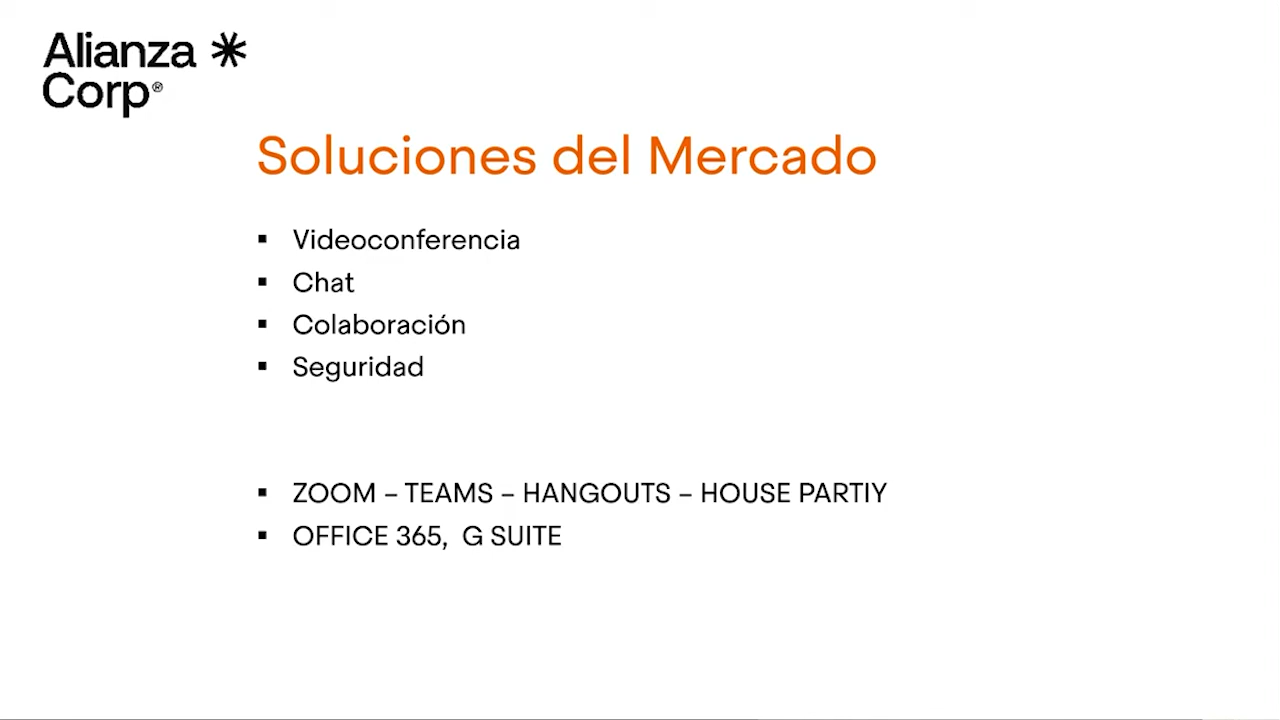 Alianza
Corp®
Soluciones del Mercado
▪ Videoconferencia
▪ Chat
▪ Colaboración
▪ Seguridad
▪ ZOOM – TEAMS – HANGOUTS – HOUSE PARTIY
▪ OFFICE 365, G SUITE